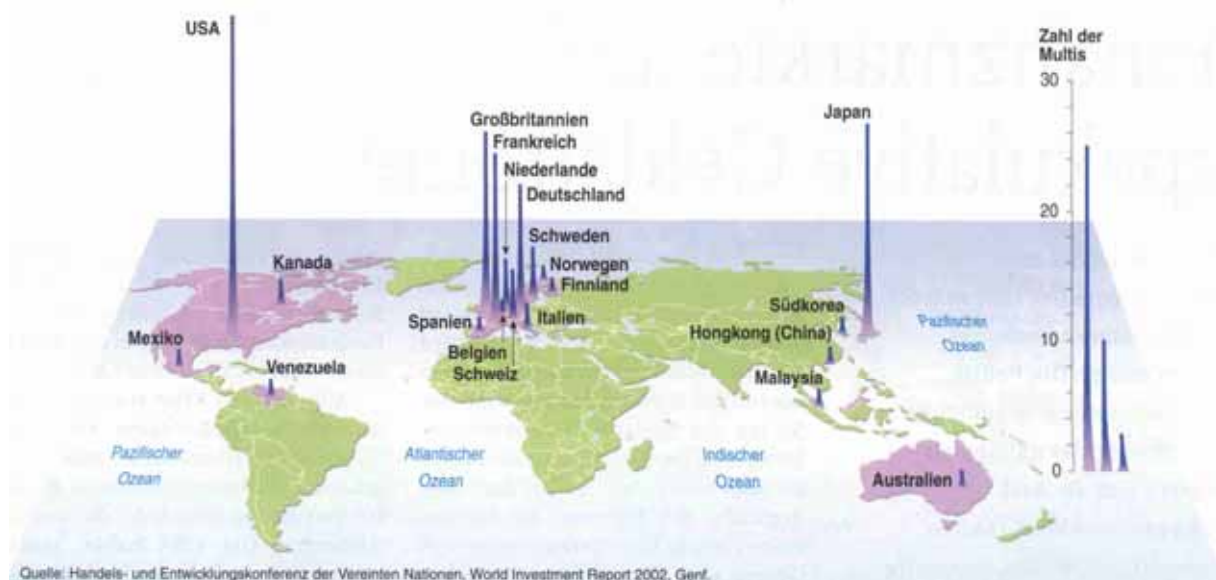 USA
Zahl der
Multis
30
Großbritannien
Japan
Frankreich
Niederlande
Deutschland
20
Schweden
Kanada
Norwegen
Finnland
Südkorea
Spanien
Italien
Pazifischer
Ozean
Mexiko
Hongkong (China)
10
Belgien
Venezuela
Schweiz
Malaysia
Pazifischer
Ozean
Atlantischer
Ozean
Indischer
Ozean
0
Australien
Quelle: Handels- und Entwicklungskonferenz der Vereinten Nationen, World Investment Report 2002, Genf.